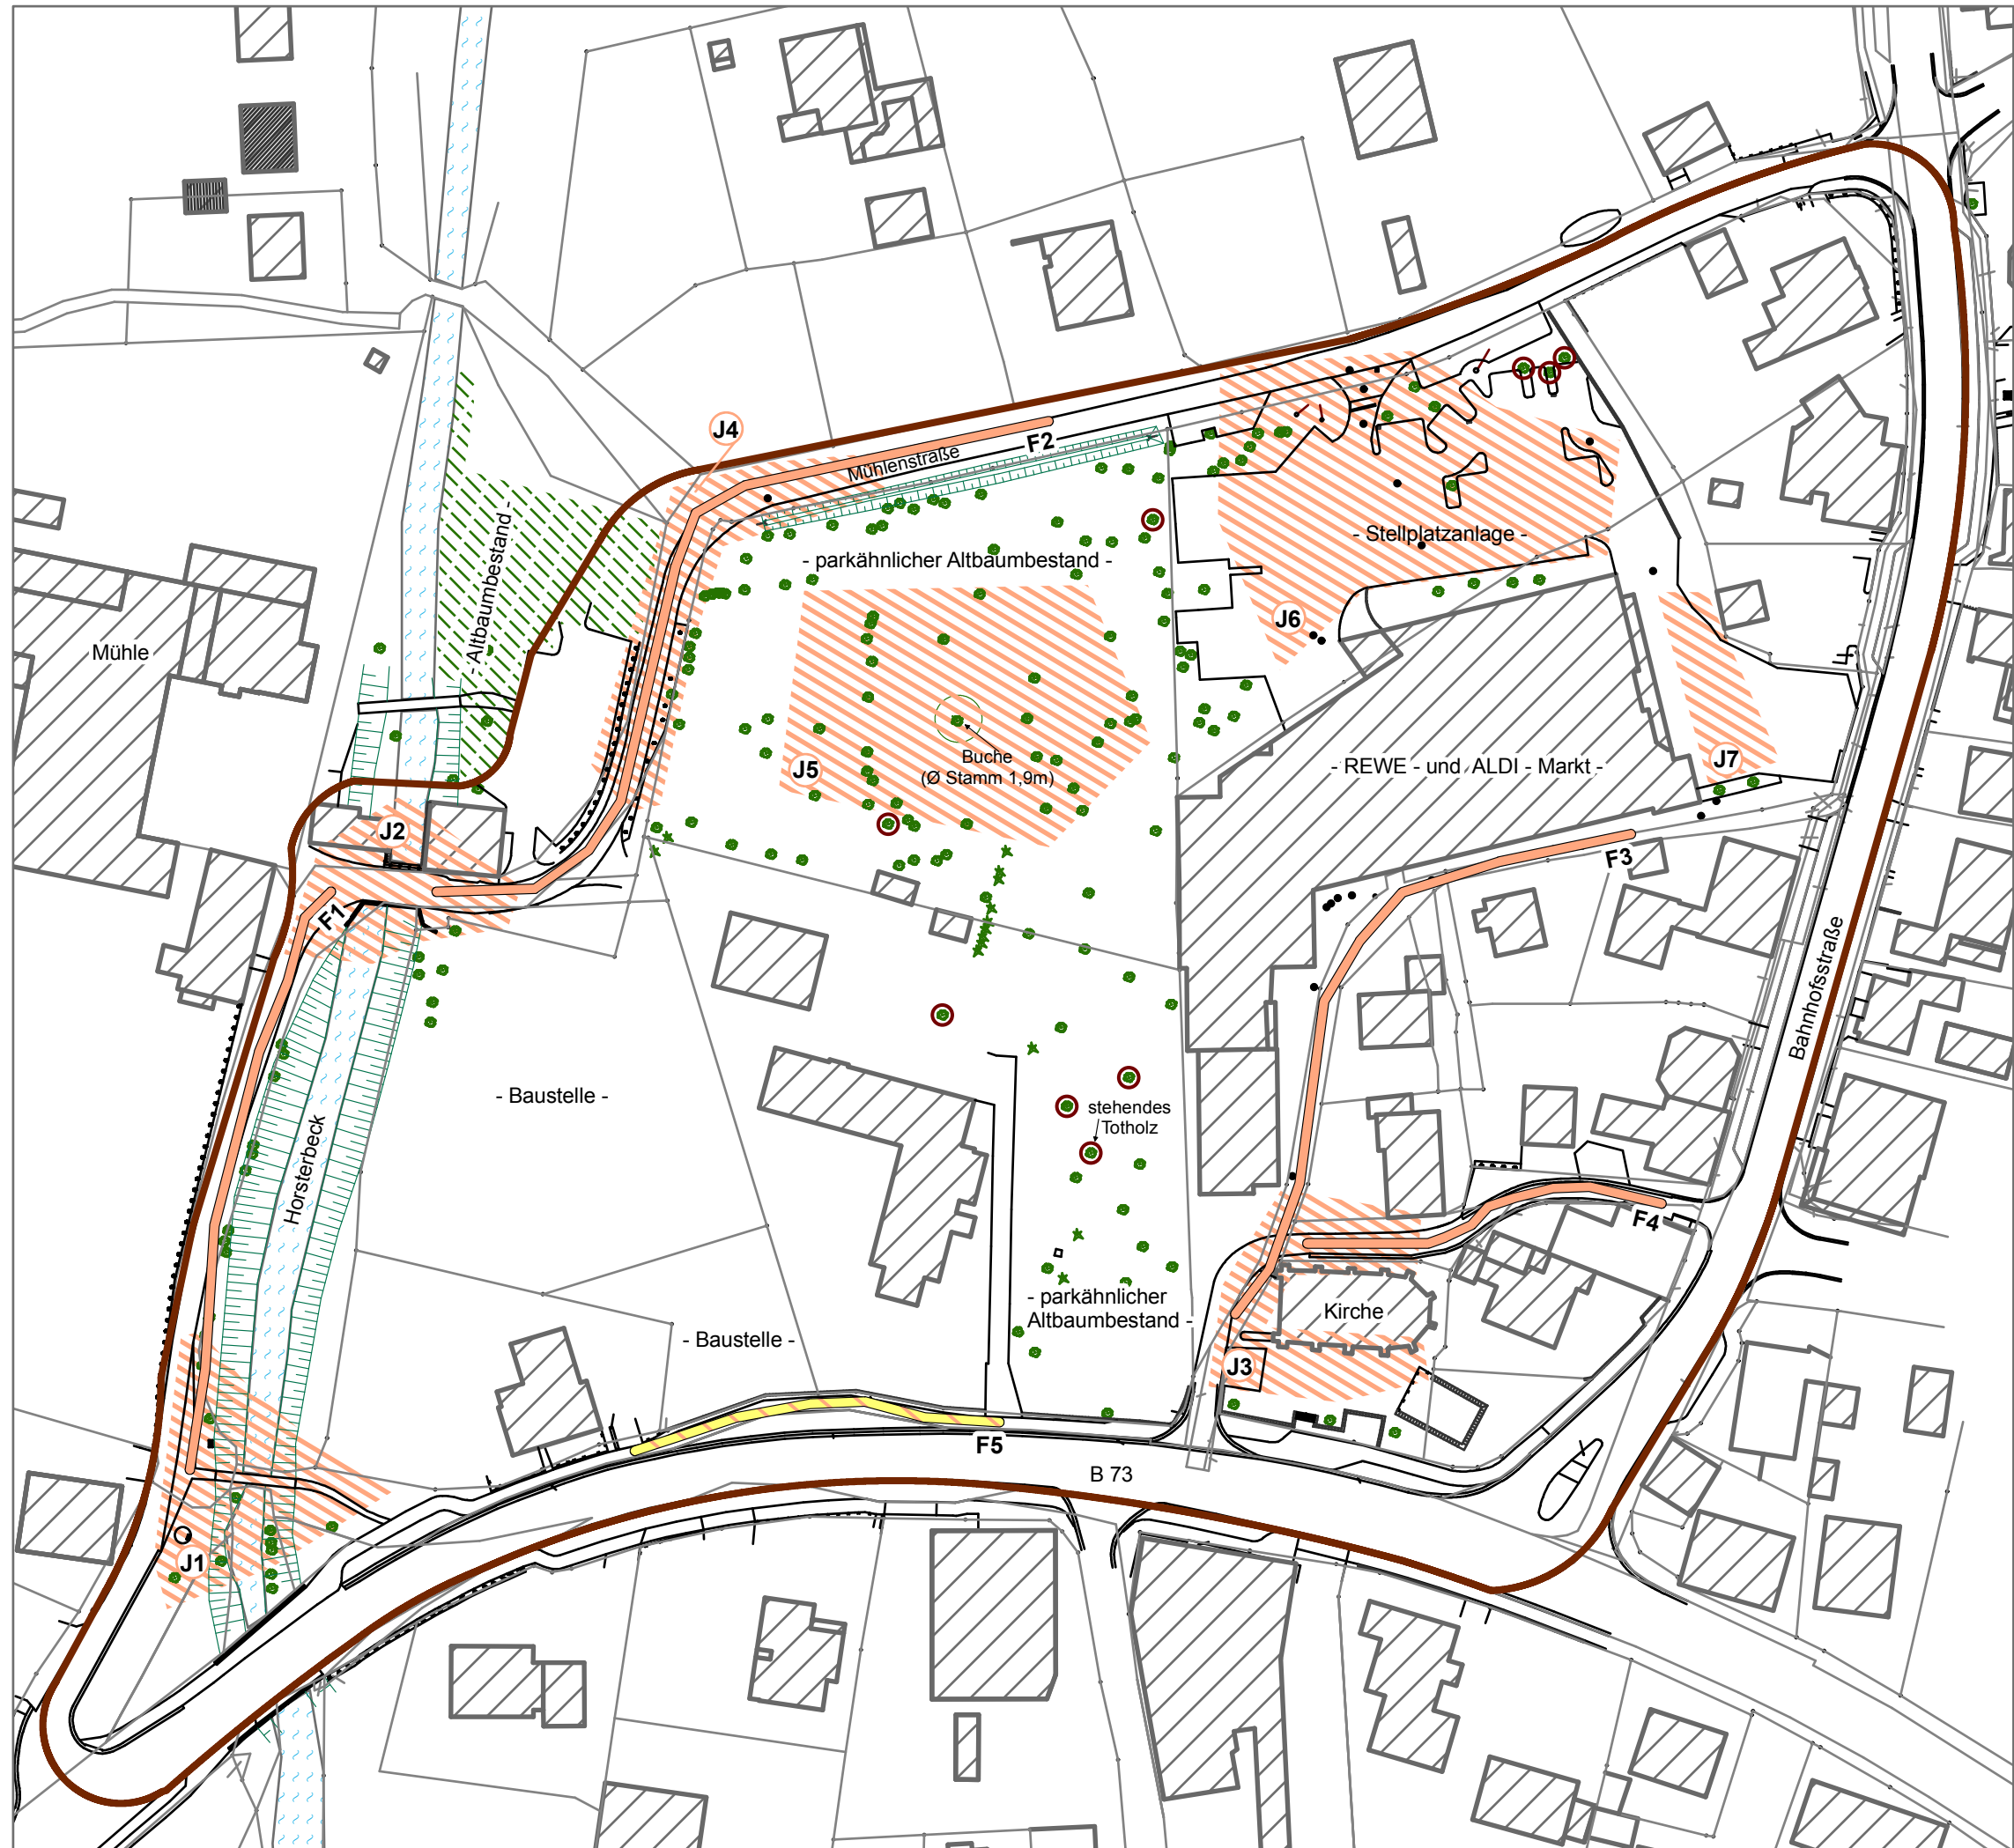 J4
F2
Mühlenstraße
- Altbaumbestand -
- Stellplatzanlage -
- parkähnlicher Altbaumbestand -
J6
Mühle
Buche
(Ø Stamm 1,9m)
J5
- REWE - und ALDI - Markt -
J7
J2
F3
F1
Bahnhofsstraße
- Baustelle -
stehendes
Totholz
Horsterbeck
F4
- parkähnlicher
Altbaumbestand -
Kirche
- Baustelle -
J3
F5
B 73
J1